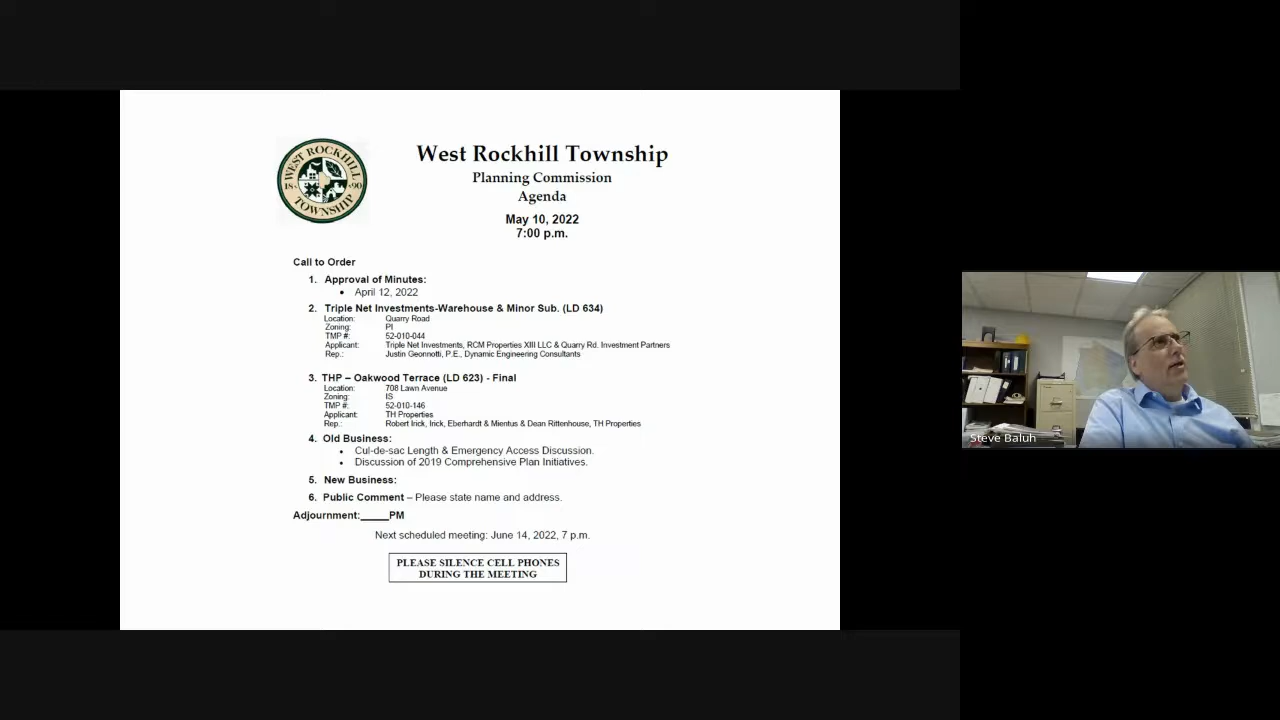 WEST ROCKHILL
18 90
TOWNSHIP
West Rockhill Township
Planning Commission
Agenda
May 10, 2022
7:00 p.m.
Call to Order
1. Approval of Minutes:
• April 12, 2022
2. Triple Net Investments-Warehouse & Minor Sub. (LD 634)
Location: Quarry Road
Zoning: PI
TMP #: 52-010-044
Applicant: Triple Net Investments, RCM Properties XIII LLC & Quarry Rd. Investment Partners
Rep.: Justin Geonnotti, P.E., Dynamic Engineering Consultants
3. THP – Oakwood Terrace (LD 623) - Final
Location: 708 Lawn Avenue
Zoning: IS
TMP #: 52-010-146
Applicant: TH Properties
Rep.: Robert Irick, Irick, Eberhardt & Mientus & Dean Rittenhouse, TH Properties
4. Old Business:
• Cul-de-sac Length & Emergency Access Discussion.
• Discussion of 2019 Comprehensive Plan Initiatives.
5. New Business:
6. Public Comment – Please state name and address.
Adjournment:_____PM
Next scheduled meeting: June 14, 2022, 7 p.m.
PLEASE SILENCE CELL PHONES
DURING THE MEETING
Steve Baluh